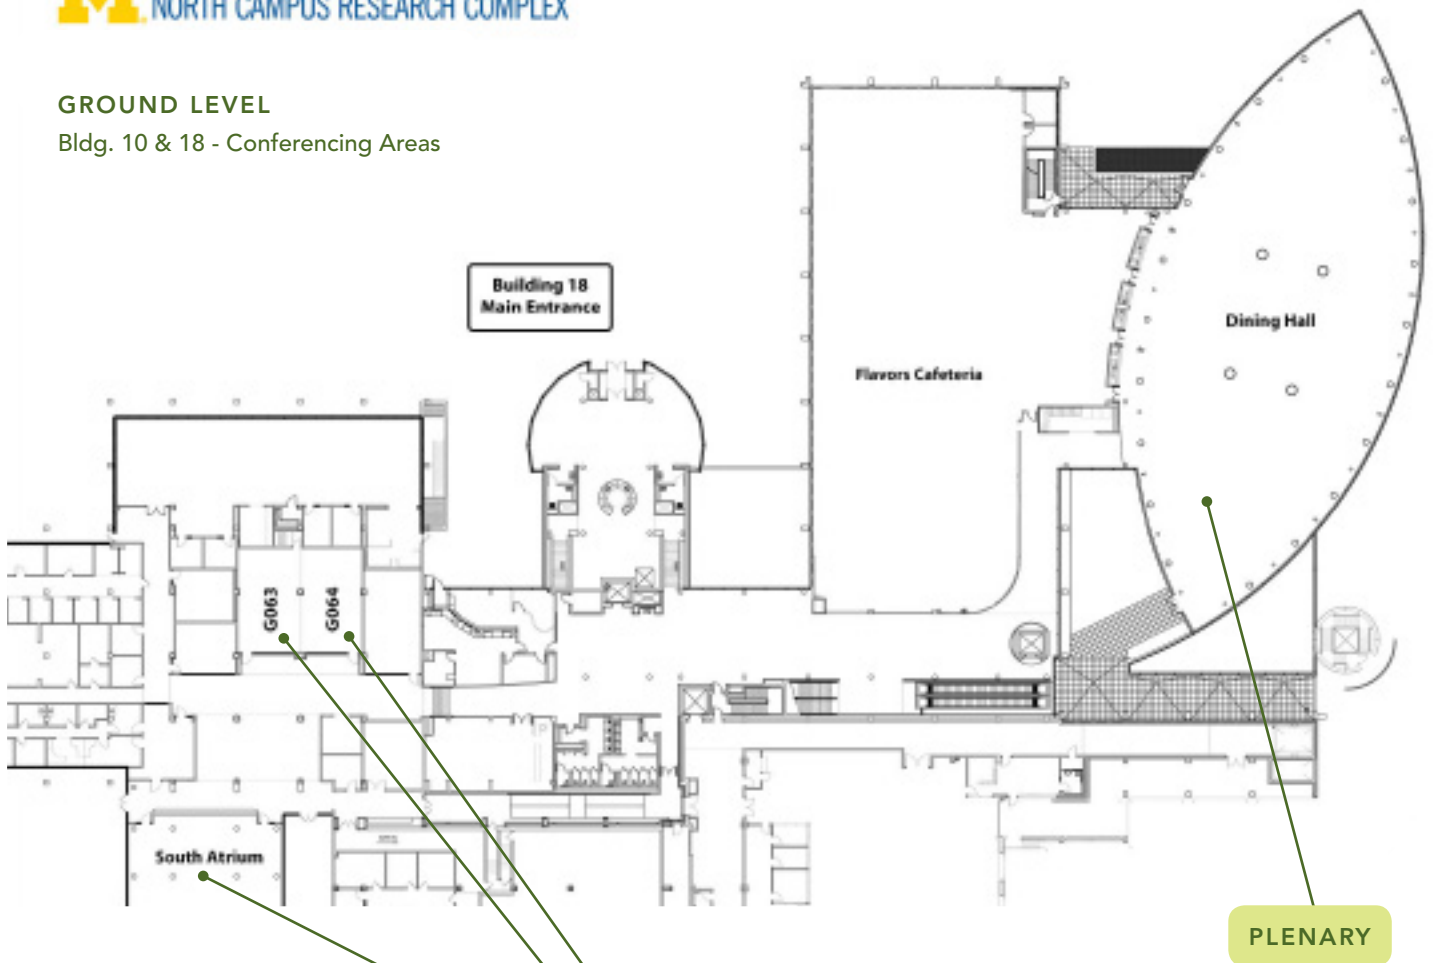 NORTH CAMPUS RESEARCH COMPLEX
GROUND LEVEL
Bldg. 10 & 18 - Conferencing Areas
Building 18
Main Entrance
Dining Hall
Flavors Cafeteria
G063
G064
South Atrium
PLENARY